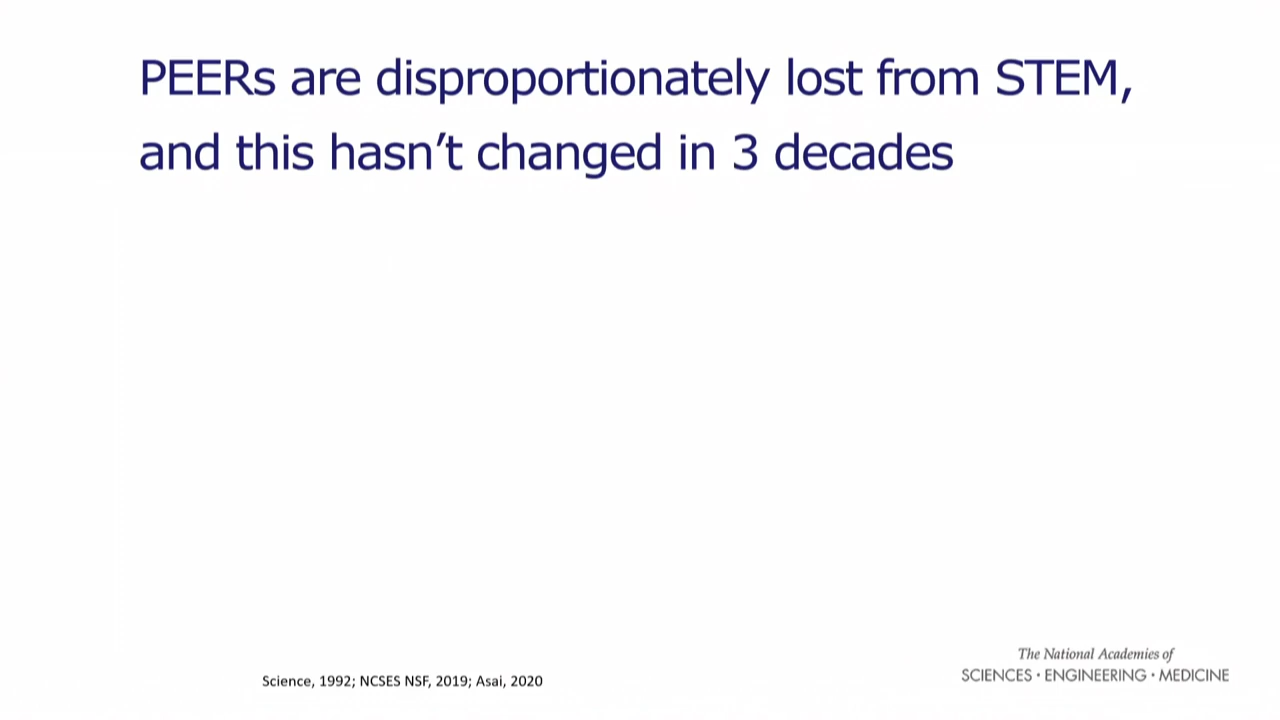 PEERs are disproportionately lost from STEM,
and this hasn’t changed in 3 decades
Science, 1992; NCSES NSF, 2019; Asai, 2020
The National Academies of
SCIENCES · ENGINEERING · MEDICINE